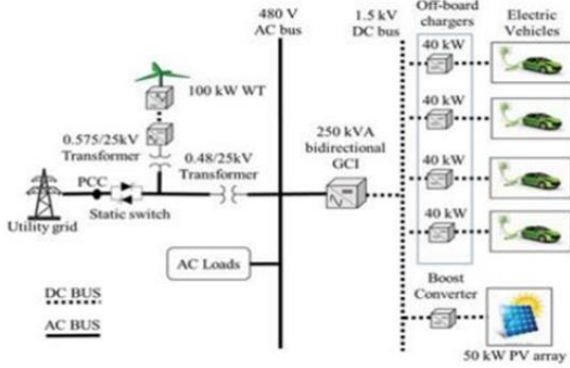 480 V
AC bus
1.5 kV
DC bus
Off-board
chargers
Electric
Vehicles
40 kW
100 kW WT
40 kW
0.575/25kV
Transformer
0.48/25kV
Transformer
250 kVA
bidirectional
GCI
40 kW
PCC
Static switch
Utility grid
40 kW
AC Loads
Boost
Converter
DC BUS
AC BUS
50 kW PV array